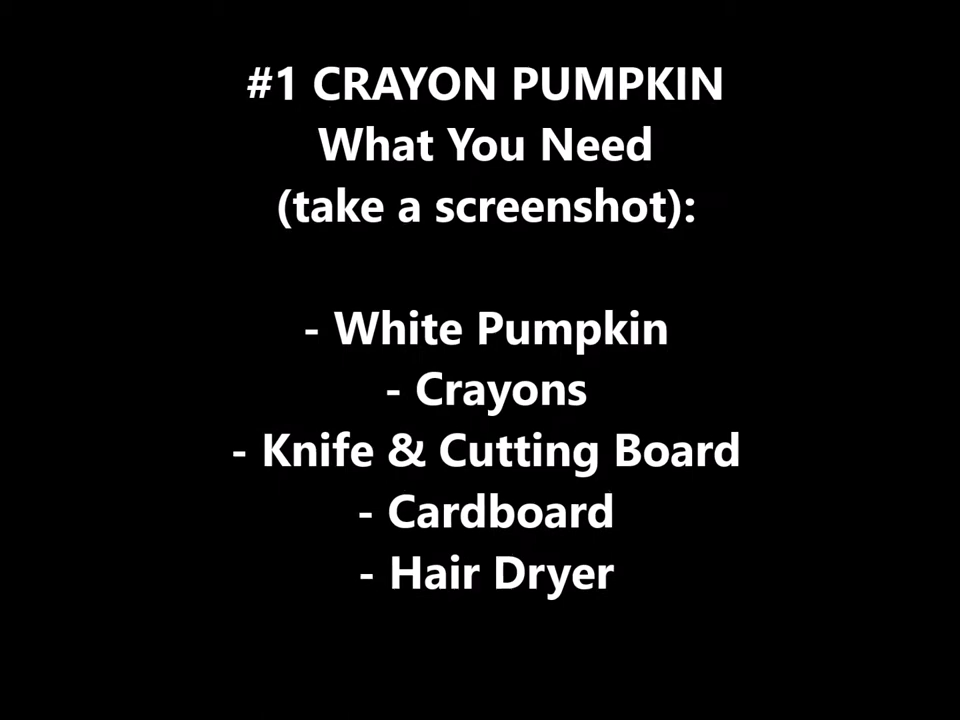 #1 CRAYON PUMPKIN
What You Need
(take a screenshot):
- White Pumpkin
- Crayons
- Knife & Cutting Board
- Cardboard
- Hair Dryer